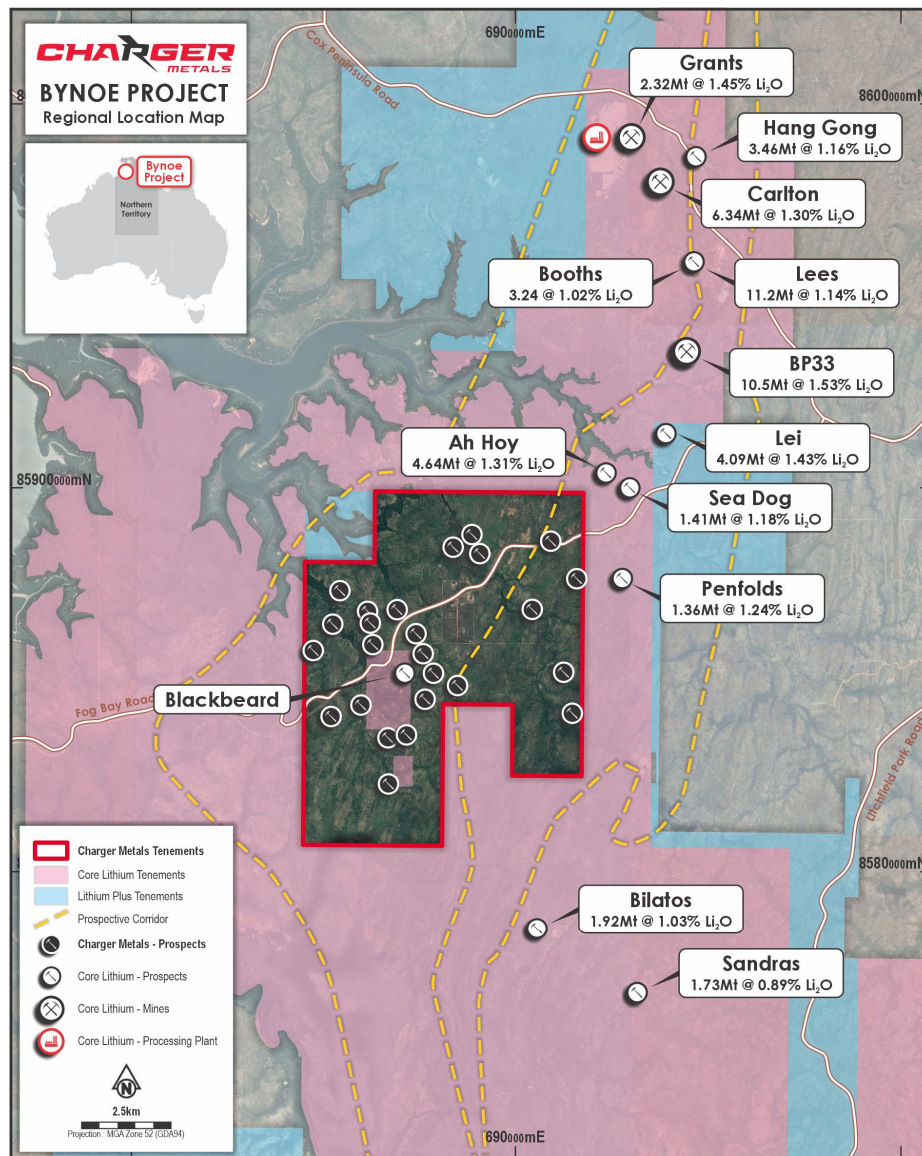 CHARGER
METALS
BYNOE PROJECT
Regional Location Map
Bynoe
Project
Northern
Territory
690000mE
Cox Peninsula Road
8600000mN
Grants
2.32Mt @ 1.45% Li₂O
Hang Gong
3.46Mt @ 1.16% Li₂O
Carlton
6.34Mt @ 1.30% Li₂O
Booths
3.24 @ 1.02% Li₂O
Lees
11.2Mt @ 1.14% Li₂O
BP33
10.5Mt @ 1.53% Li₂O
Ah Hoy
4.64Mt @ 1.31% Li₂O
Lei
4.09Mt @ 1.43% Li₂O
85900000mN
Sea Dog
1.41Mt @ 1.18% Li₂O
Penfolds
1.36Mt @ 1.24% Li₂O
Blackbeard
Fog Bay Road
Litchfield Park Road
8580000mN
Bilatos
1.92Mt @ 1.03% Li₂O
Sandras
1.73Mt @ 0.89% Li₂O
Charger Metals Tenements
Core Lithium Tenements
Lithium Plus Tenements
Prospective Corridor
Charger Metals - Prospects
Core Lithium - Prospects
Core Lithium - Mines
Core Lithium - Processing Plant
N
2.5km
Projection : MGA Zone 52 (GDA94)
690000mE